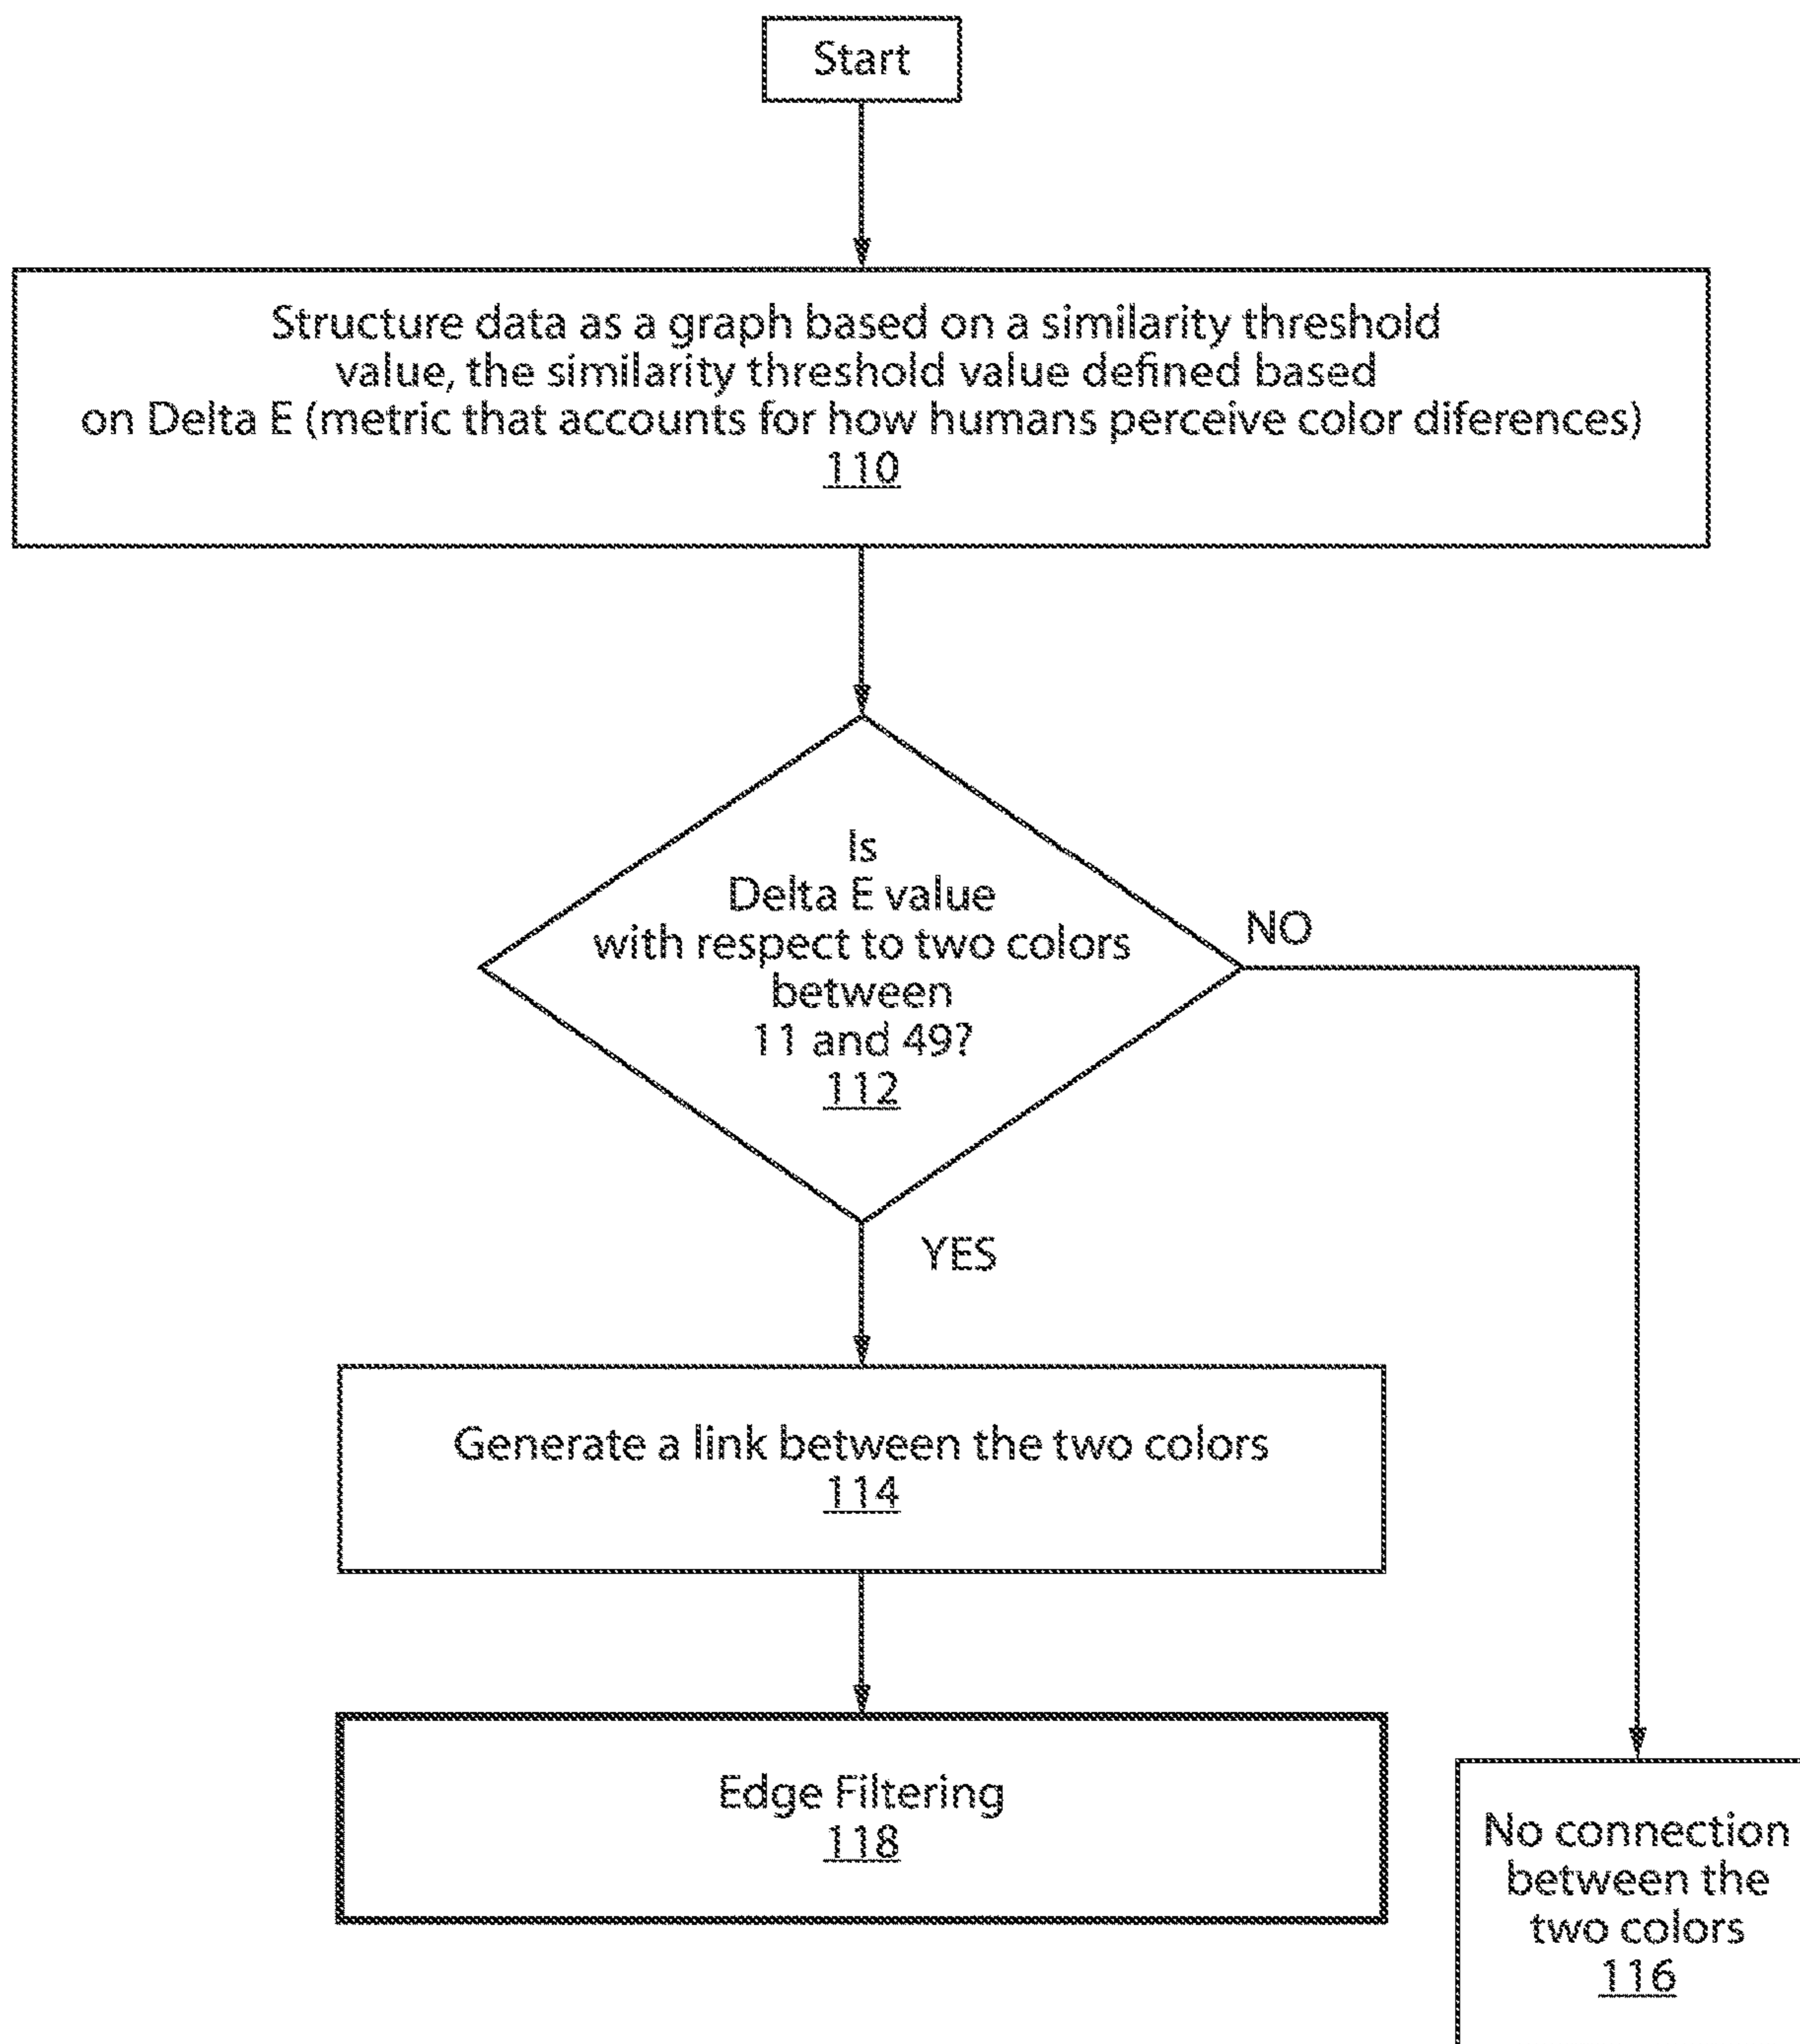 Start
Structure data as a graph based on a similarity threshold
value, the similarity threshold value defined based
on Delta E (metric that accounts for how humans perceive color diferences)
110
Is
Delta E value
with respect to two colors
between
11 and 49?
112
NO
YES
Generate a link between the two colors
114
Edge Filtering
118
No connection
between the
two colors
116